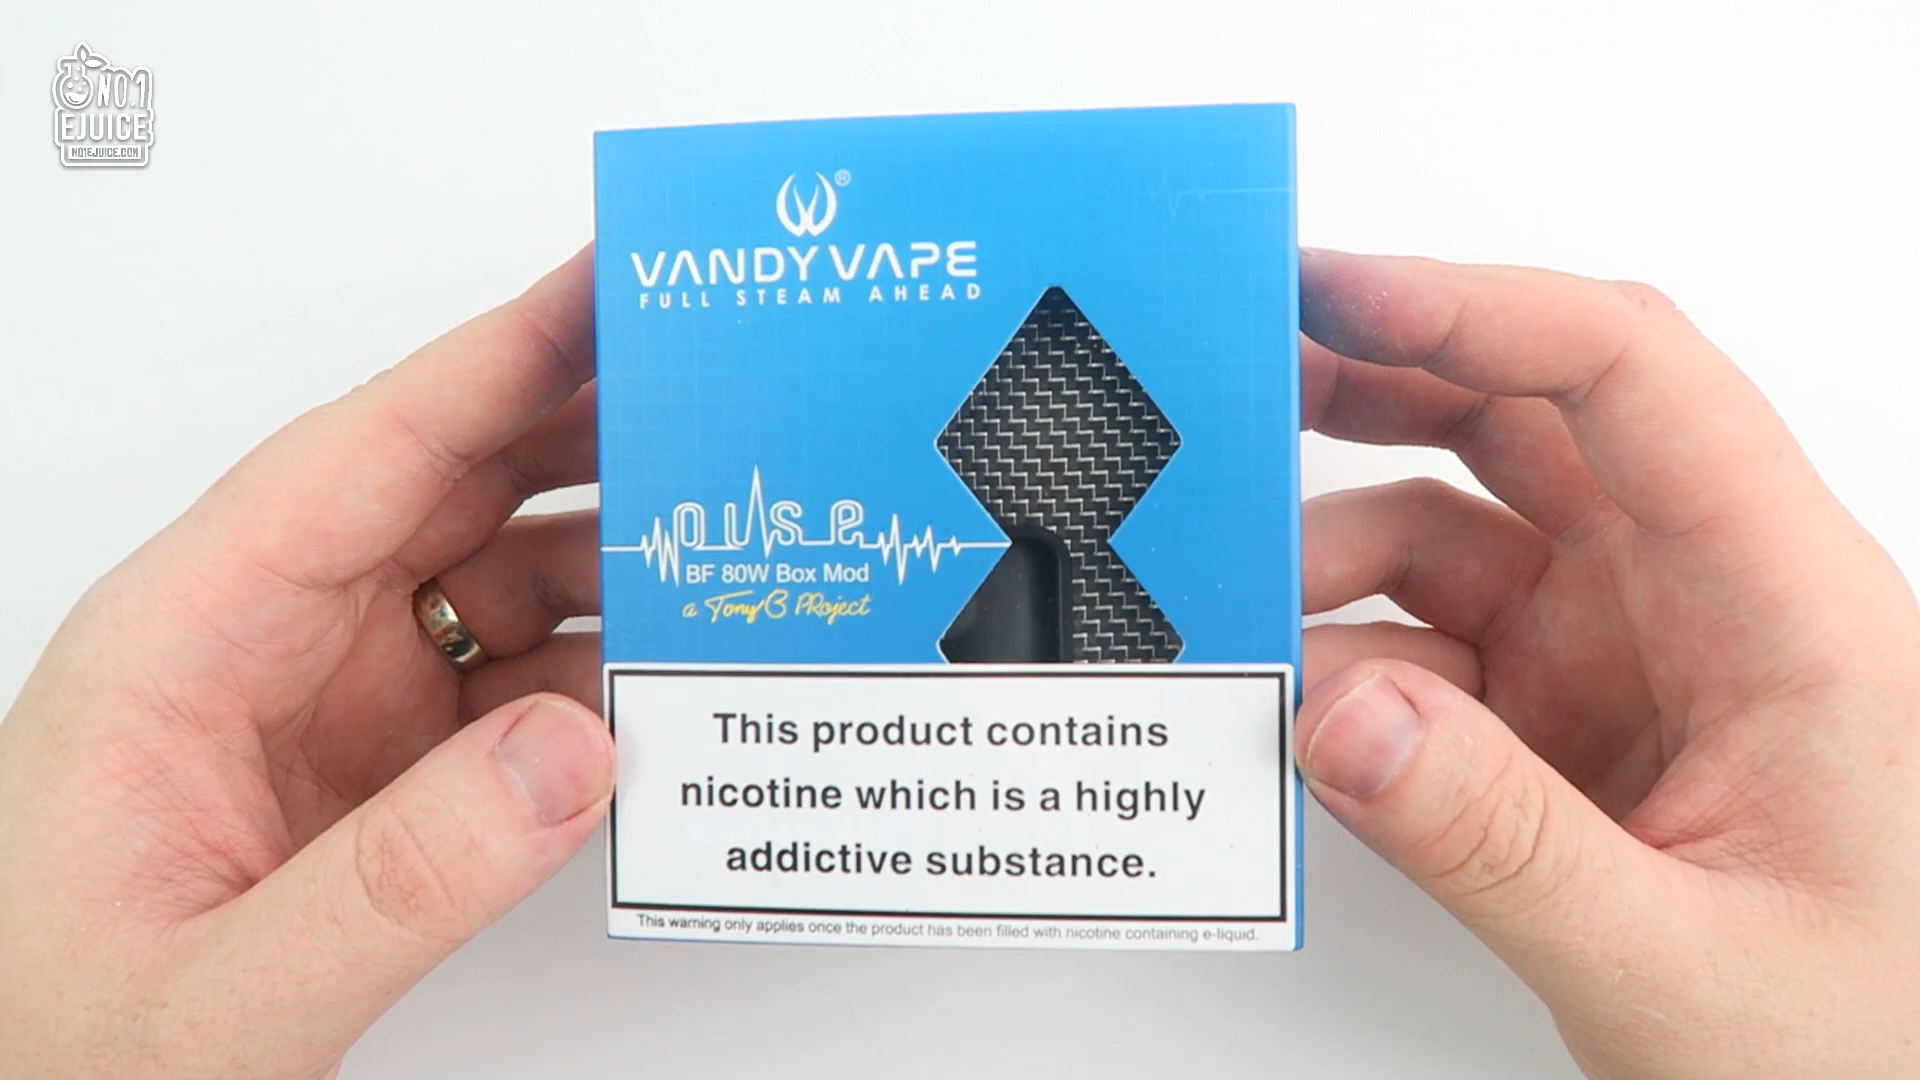 NO.1
EJUICE
NO1EJUICE.COM
®
VANDY VAPE
FULL STEAM AHEAD
PULSE
BF 80W Box Mod
a Tony B PRoject
This product contains
nicotine which is a highly
addictive substance.
This warning only applies once the product has been filled with nicotine containing e-liquid.